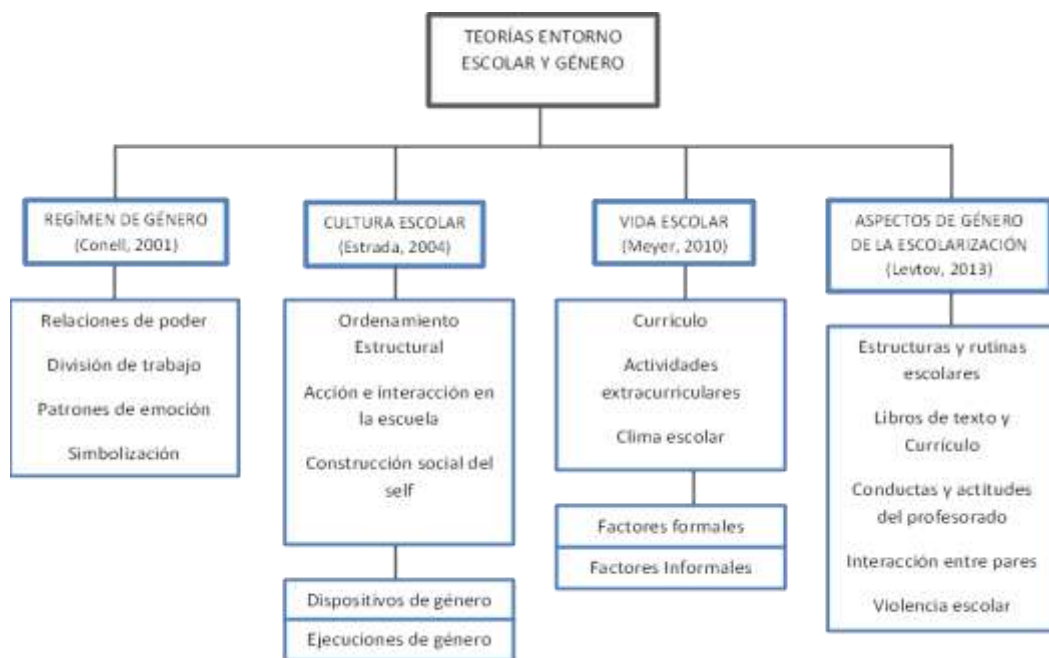 TEORÍAS ENTORNO
ESCOLAR Y GÉNERO
REGÍMEN DE GÉNERO
(Conell, 2001)
Relaciones de poder
División de trabajo
Patrones de emoción
Simbolización
CULTURA ESCOLAR
(Estrada, 2004)
Ordenamiento
Estructural
Acción e interacción en
la escuela
Construcción social del
self
Dispositivos de género
Ejecuciones de género
VIDA ESCOLAR
(Meyer, 2010)
Currículo
Actividades
extracurriculares
Clima escolar
Factores formales
Factores Informales
ASPECTOS DE GÉNERO
DE LA ESCOLARIZACIÓN
(Levtov, 2013)
Estructuras y rutinas
escolares
Libros de texto y
Currículo
Conductas y actitudes
del profesorado
Interacción entre pares
Violencia escolar